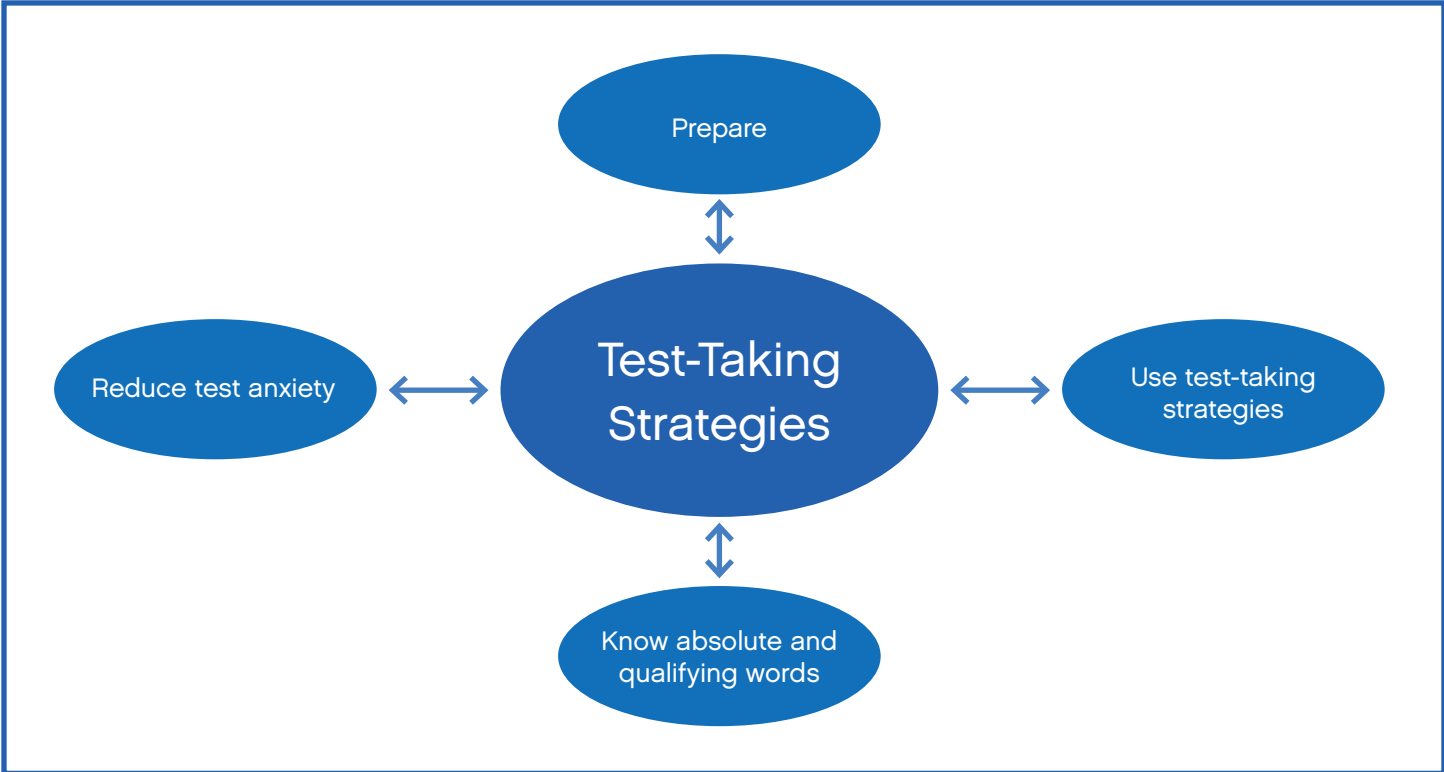 Prepare
Reduce test anxiety
Test-Taking
Strategies
Use test-taking
strategies
Know absolute and
qualifying words